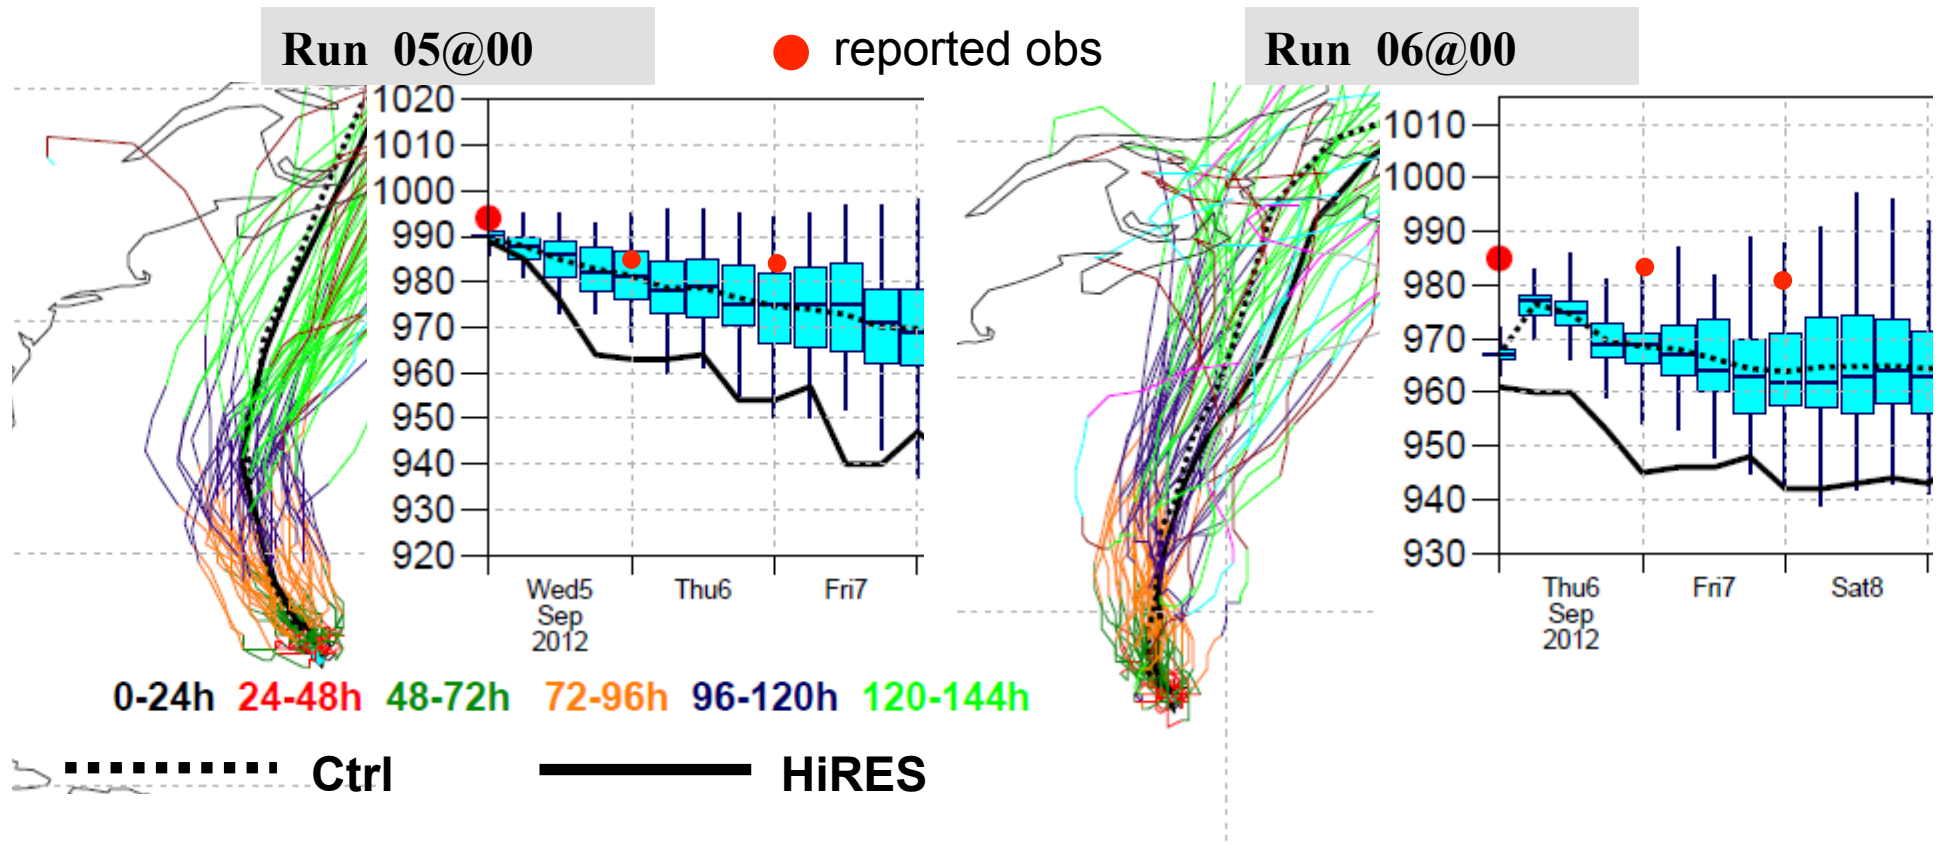 Run 05@00
reported obs
Run 06@00
1020
1010
1000
990
980
970
960
950
940
930
920
Wed5
Sep
2012
Thu6
Fri7
1010
1000
990
980
970
960
950
940
930
Thu6
Sep
2012
Fri7
Sat8
0-24h 24-48h 48-72h 72-96h 96-120h 120-144h
Ctrl
HiRES